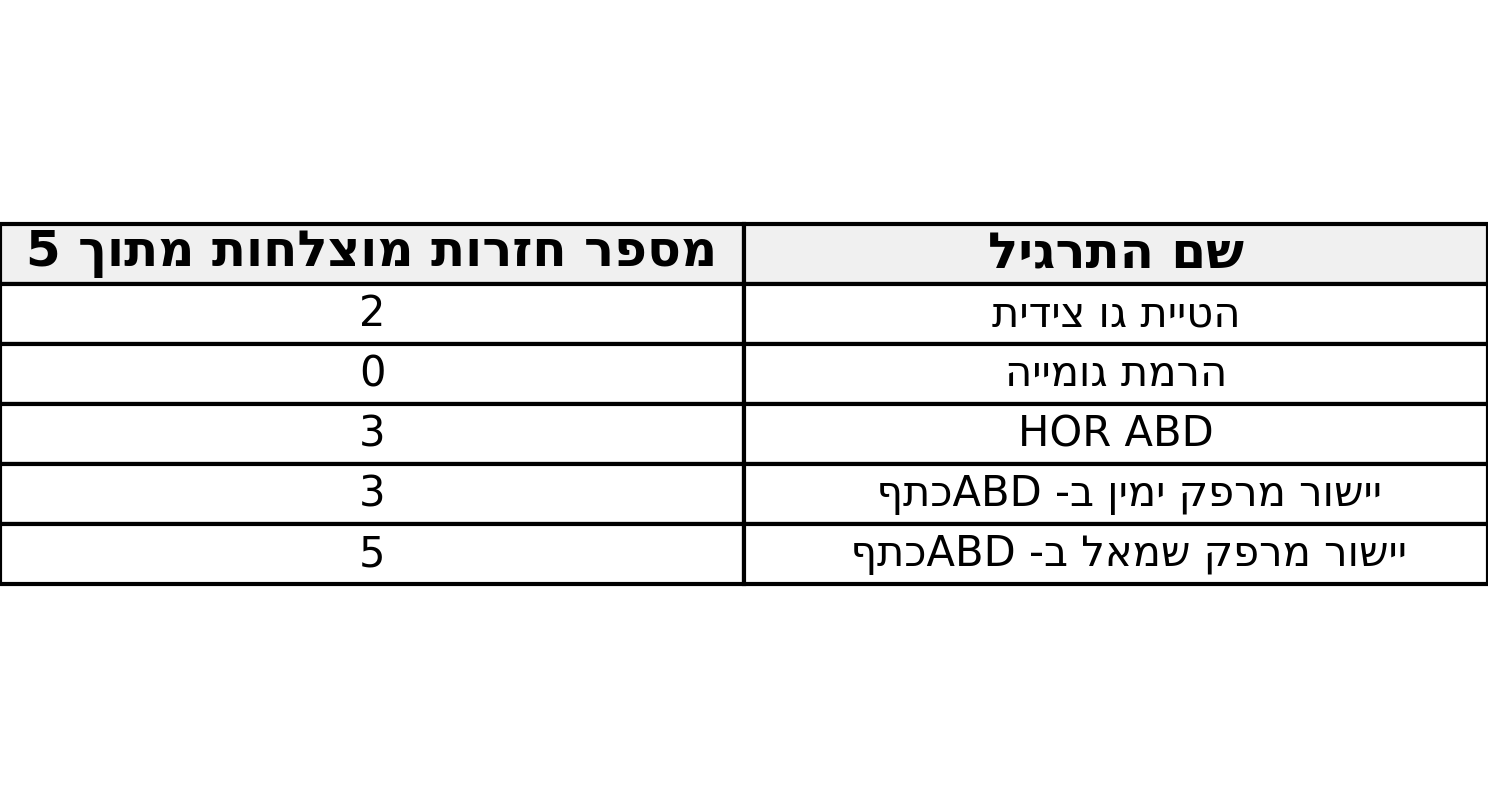 שם התרגיל מספר חזרות מוצלחות מתוך 5
הטיית גו צידית 2
הרמת גומייה 0
HOR ABD 3
יישור מרפק ימין ב- ABDכתף 3
יישור מרפק שמאל ב- ABDכתף 5